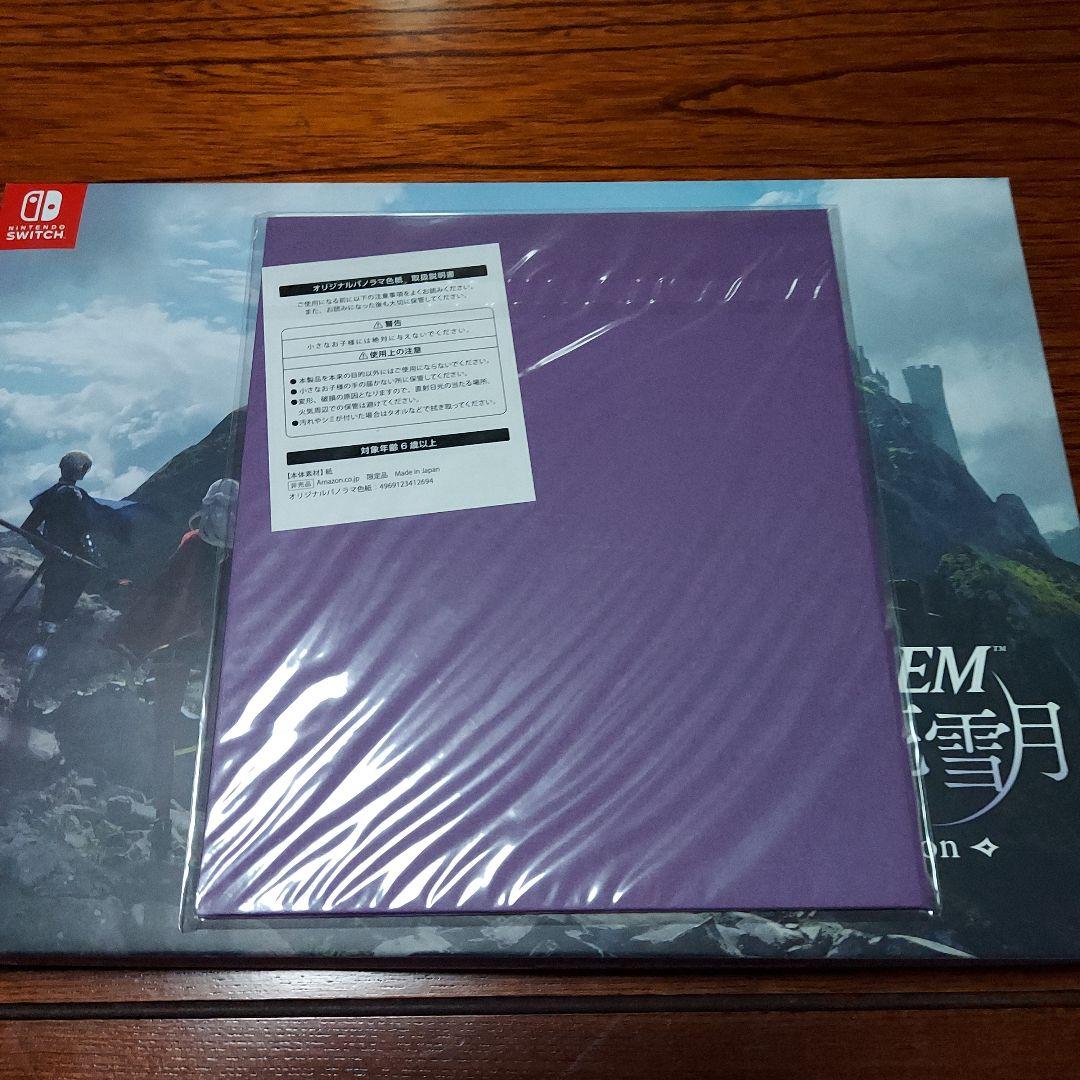 NINTENDO
SWITCH
オリジナルパノラマ色紙 取扱説明書
ご使用になる前に以下の注意事項をよくお読みください。
また、お読みになった後も大切に保管してください。
⚠警告
小さなお子様には絶対に与えないでください。
⚠使用上の注意
●本製品を本来の目的以外にはご使用にならないでください。
●小さなお子様の手の届かない所に保管してください。
●変形、破損の原因となりますので、直射日光の当たる場所、
火気周辺での保管は避けてください。
●汚れやシミが付いた場合はタオルなどで拭き取ってください。
対象年齢6歳以上
【本体素材】紙
非売品 Amazon.co.jp 限定品 Made in Japan
オリジナルパノラマ色紙:4969123412694
EM™
雪月
on